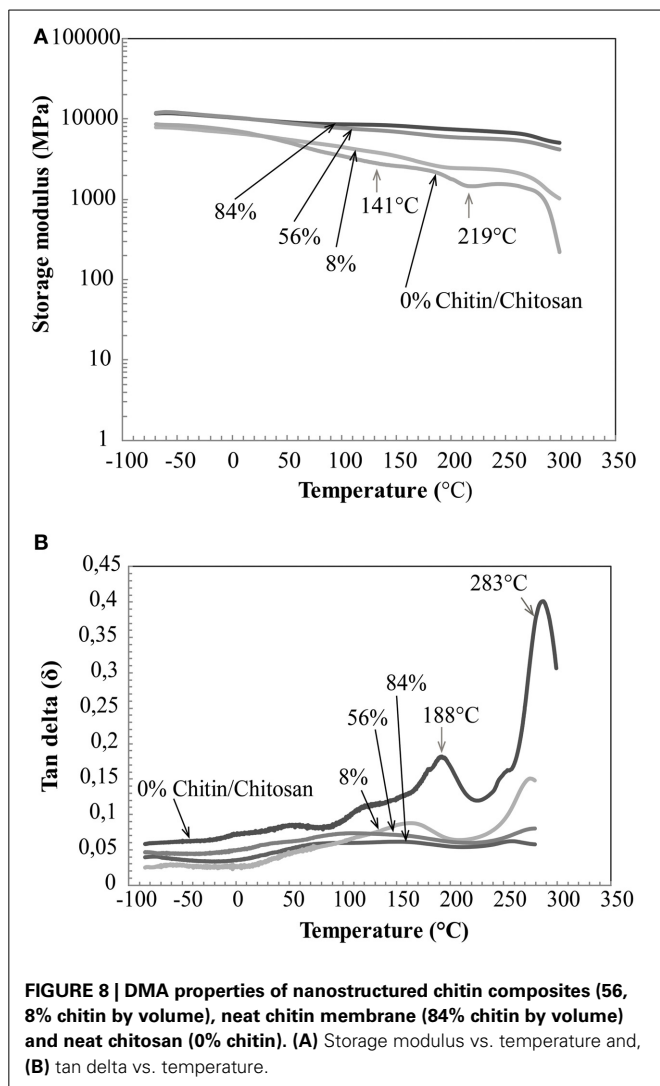 A
100000
10000
1000
100
10
1
Storage modulus (MPa)
84%
56%
8%
141°C
219°C
0% Chitin/Chitosan
-100 -50 0 50 100 150 200 250 300 350
Temperature (°C)
B
0,45
0,4
0,35
0,3
0,25
0,2
0,15
0,1
0,05
0
Tan delta (δ)
283°C
84%
56%
188°C
8%
0% Chitin/Chitosan
-100 -50 0 50 100 150 200 250 300 350
Temperature (°C)
FIGURE 8 | DMA properties of nanostructured chitin composites (56,
8% chitin by volume), neat chitin membrane (84% chitin by volume)
and neat chitosan (0% chitin). (A) Storage modulus vs. temperature and,
(B) tan delta vs. temperature.